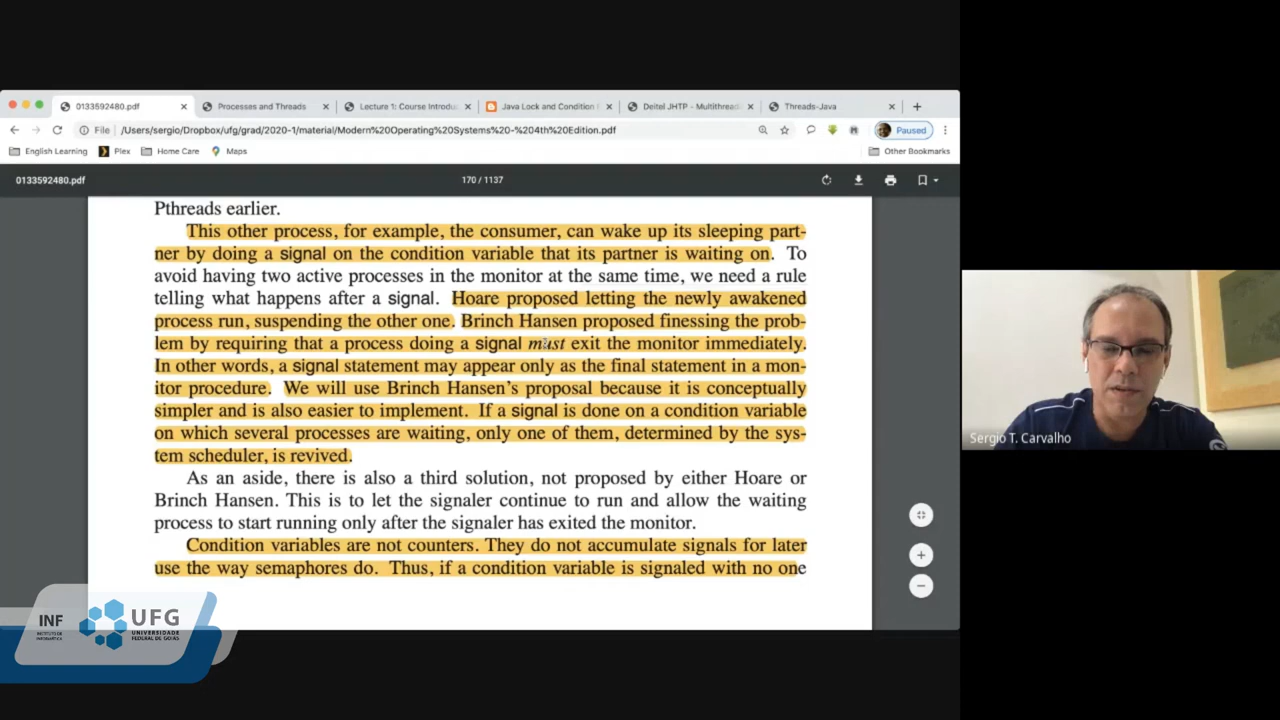 0133592480.pdf
Processes and Threads
Lecture 1: Course Introdu
Java Lock and Condition
Deitel JHTP - Multithread
Threads-Java
File
/Users/sergio/Dropbox/ufg/grad/2020-1/material/Modern%20Operating%20Systems%20-%204th%20Edition.pdf
Paused
English Learning
Plex
Home Care
Maps
Other Bookmarks
0133592480.pdf
170 / 1137
Pthreads earlier.
This other process, for example, the consumer, can wake up its sleeping part-
ner by doing a signal on the condition variable that its partner is waiting on. To
avoid having two active processes in the monitor at the same time, we need a rule
telling what happens after a signal. Hoare proposed letting the newly awakened
process run, suspending the other one. Brinch Hansen proposed finessing the prob-
lem by requiring that a process doing a signal must exit the monitor immediately.
In other words, a signal statement may appear only as the final statement in a mon-
itor procedure. We will use Brinch Hansen's proposal because it is conceptually
simpler and is also easier to implement. If a signal is done on a condition variable
on which several processes are waiting, only one of them, determined by the sys-
tem scheduler, is revived.
As an aside, there is also a third solution, not proposed by either Hoare or
Brinch Hansen. This is to let the signaler continue to run and allow the waiting
process to start running only after the signaler has exited the monitor.
Condition variables are not counters. They do not accumulate signals for later
use the way semaphores do. Thus, if a condition variable is signaled with no one
Sergio T. Carvalho
INF
INSTITUTO DE
INFORMÁTICA
UFG
UNIVERSIDADE
FEDERAL DE GOIÁS